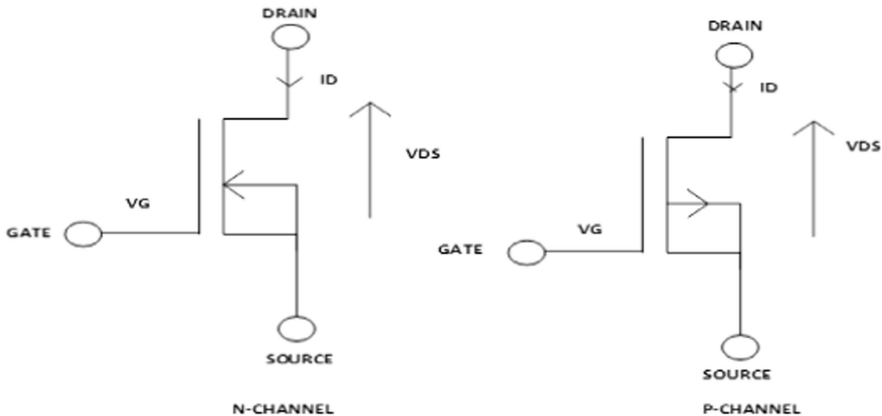 DRAIN
ID
VDS
VG
GATE
SOURCE
N-CHANNEL
DRAIN
ID
VDS
VG
GATE
SOURCE
P-CHANNEL